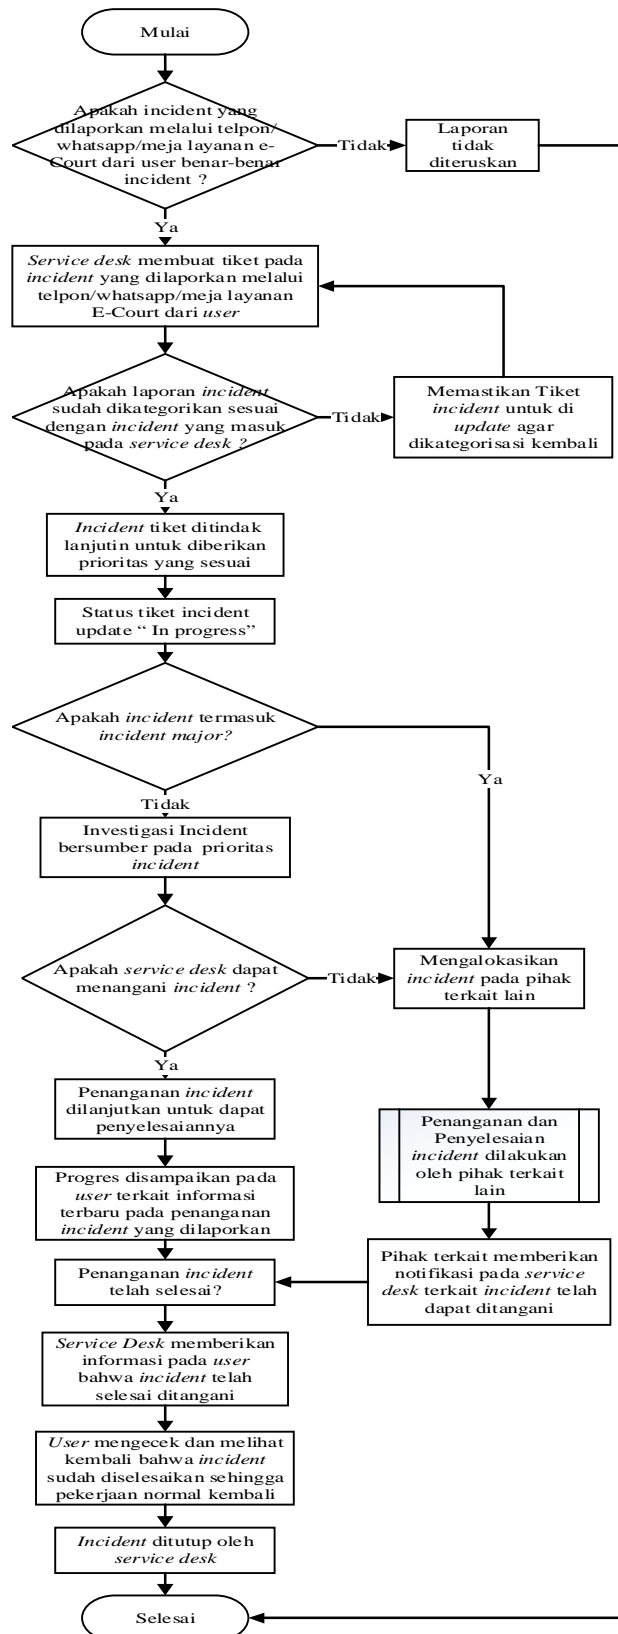 Mulai
Apakah incident yang
dilaporkan melalui telpon/
whatsapp/meja layanan e-
Court dari user benar-benar
incident ?
Tidak
Laporan
tidak
diteruskan
Ya
Service desk membuat tiket pada
incident yang dilaporkan melalui
telpon/whatsapp/meja layanan
E-Court dari user
Apakah laporan incident
sudah dikategorikan sesuai
dengan incident yang masuk
pada service desk ?
Tidak
Memastikan Tiket
incident untuk di
update agar
dikategorisasi kembali
Ya
Incident tiket ditindak
lanjutin untuk diberikan
prioritas yang sesuai
Status tiket incident
update “ In progress”
Apakah incident termasuk
incident major?
Ya
Tidak
Investigasi Incident
bersumber pada prioritas
incident
Apakah service desk dapat
menangani incident ?
Tidak
Mengalokasikan
incident pada pihak
terkait lain
Ya
Penanganan incident
dilanjutkan untuk dapat
penyelesaiannya
Penanganan dan
Penyelesaian
incident dilakukan
oleh pihak terkait
lain
Progres disampaikan pada
user terkait informasi
terbaru pada penanganan
incident yang dilaporkan
Pihak terkait memberikan
notifikasi pada service
desk terkait incident telah
dapat ditangani
Penanganan incident
telah selesai?
Service Desk memberikan
informasi pada user
bahwa incident telah
selesai ditangani
User mengecek dan melihat
kembali bahwa incident
sudah diselesaikan sehingga
pekerjaan normal kembali
Incident ditutup oleh
service desk
Selesai